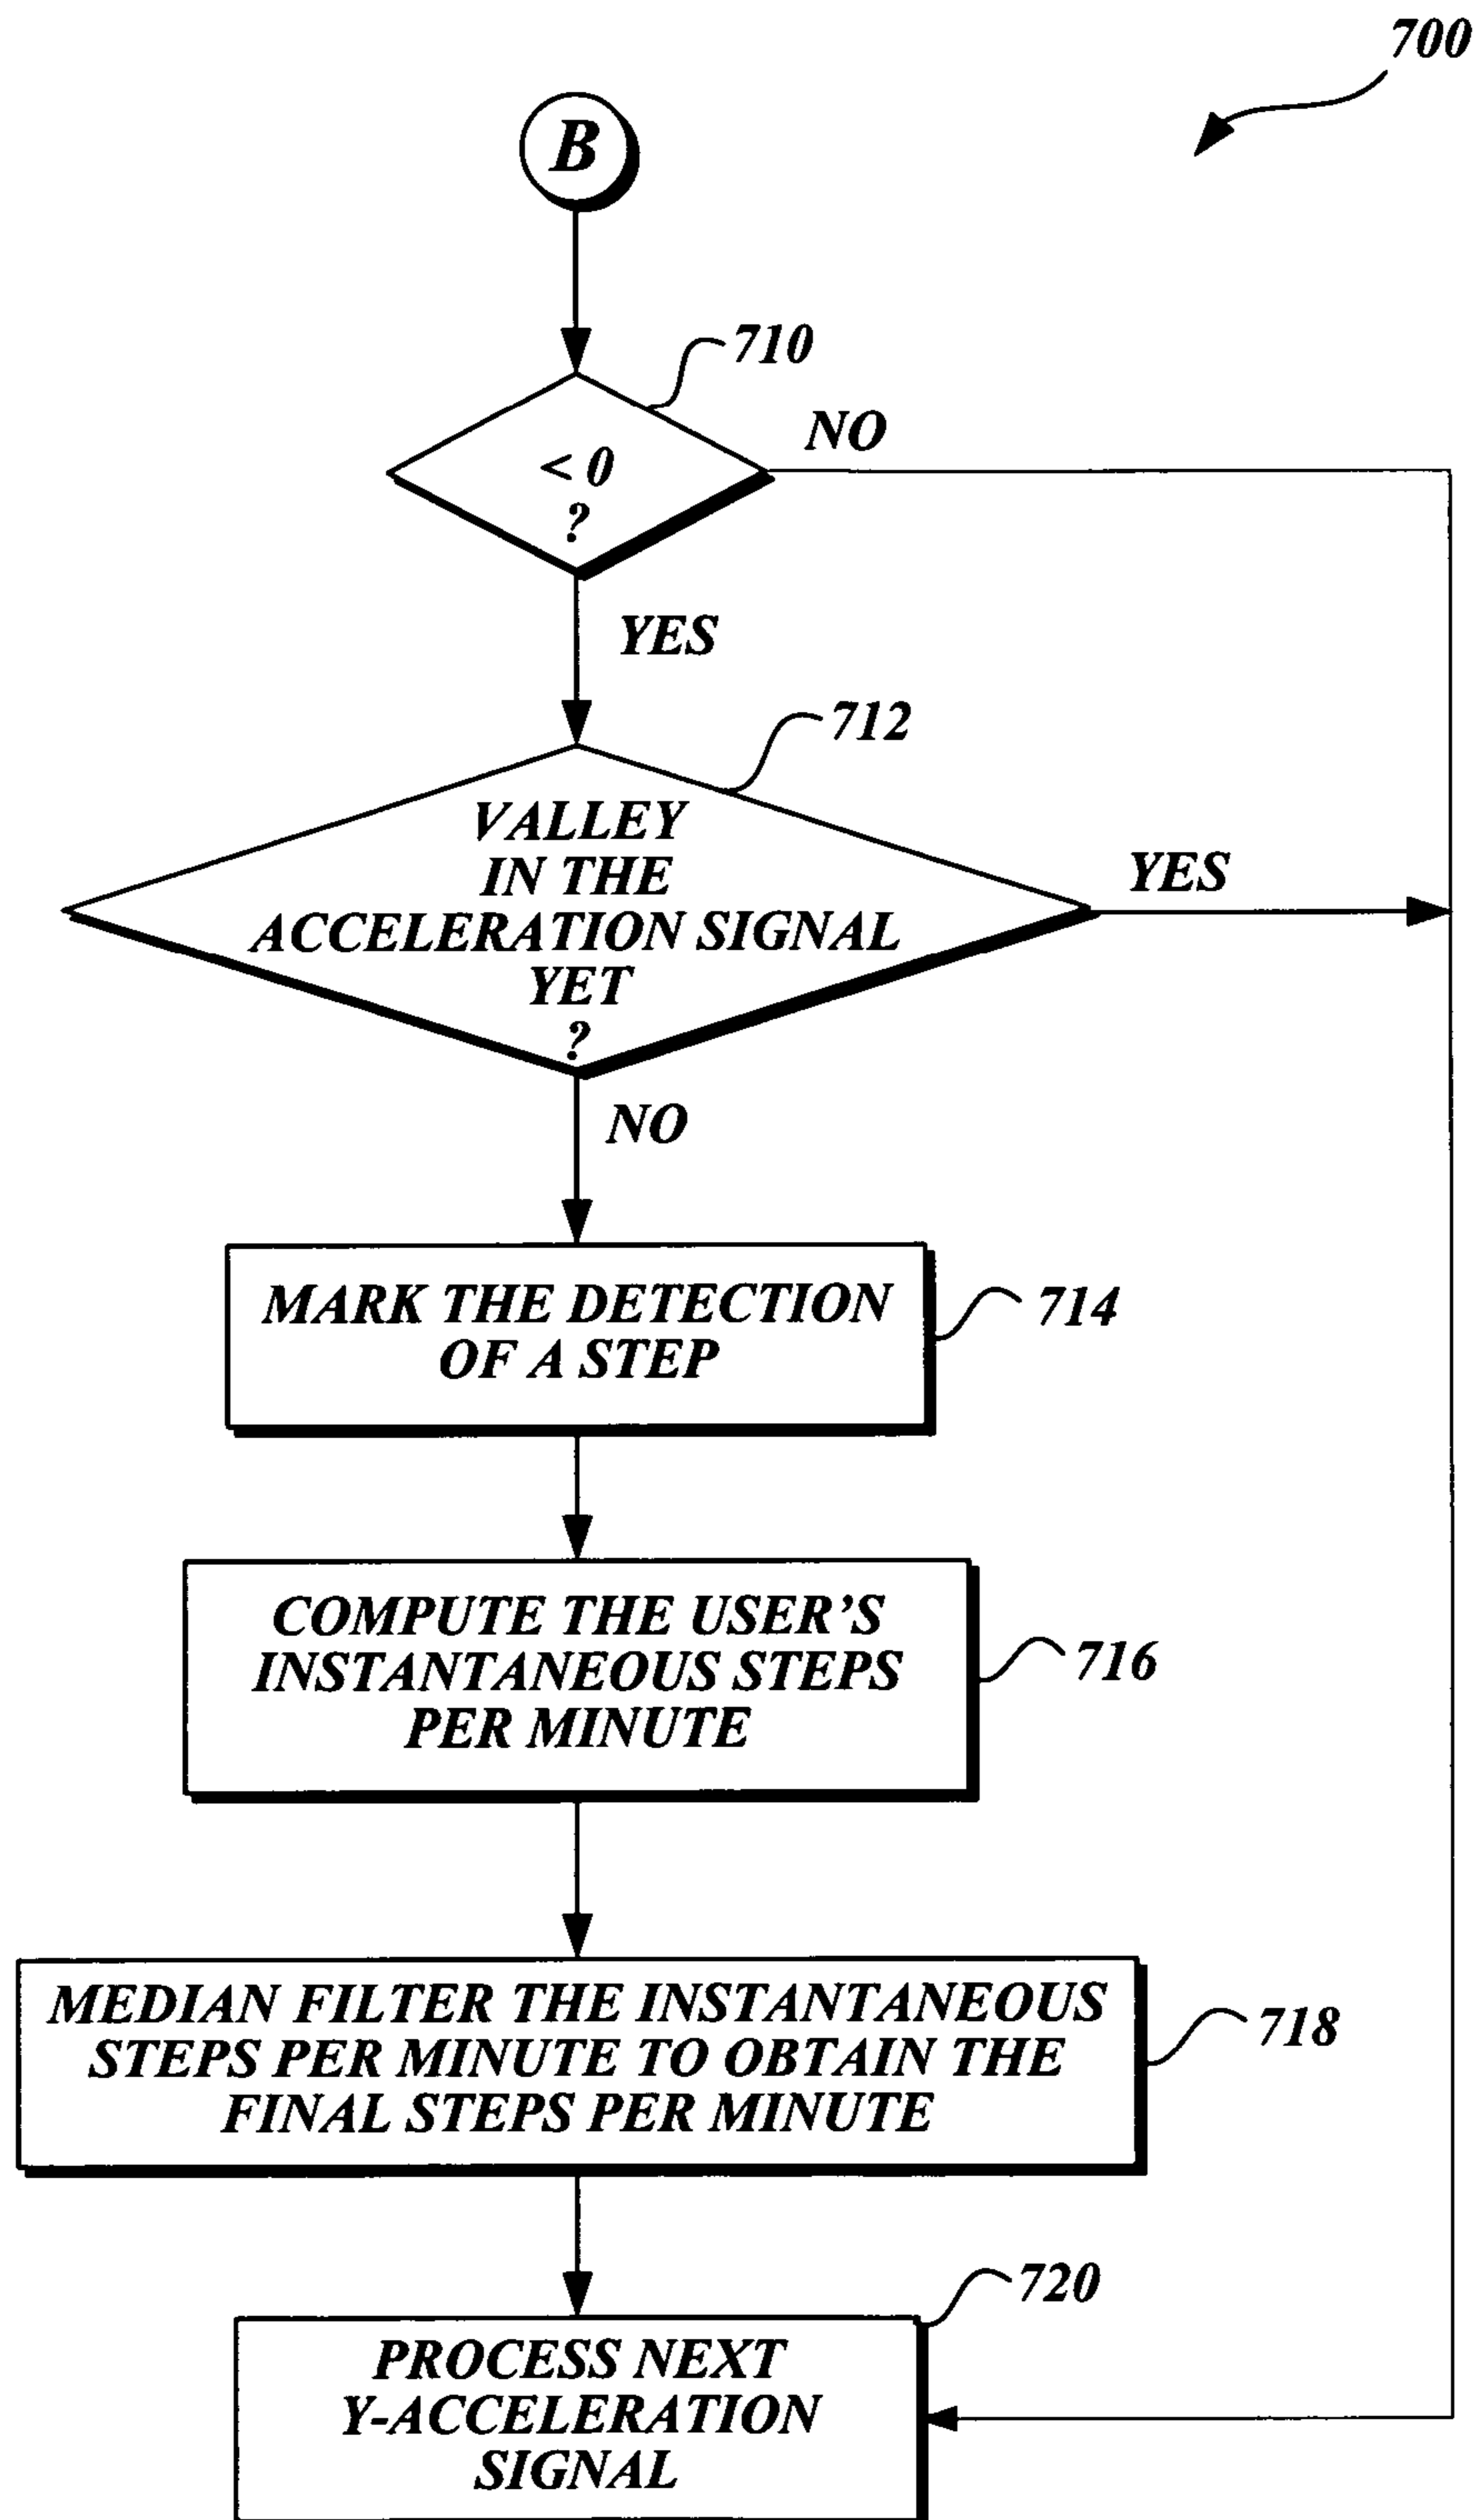 700
B
710
< 0
?
NO
YES
712
VALLEY
IN THE
ACCELERATION SIGNAL
YET
?
YES
NO
MARK THE DETECTION
OF A STEP
714
COMPUTE THE USER'S
INSTANTANEOUS STEPS
PER MINUTE
716
MEDIAN FILTER THE INSTANTANEOUS
STEPS PER MINUTE TO OBTAIN THE
FINAL STEPS PER MINUTE
718
720
PROCESS NEXT
Y-ACCELERATION
SIGNAL